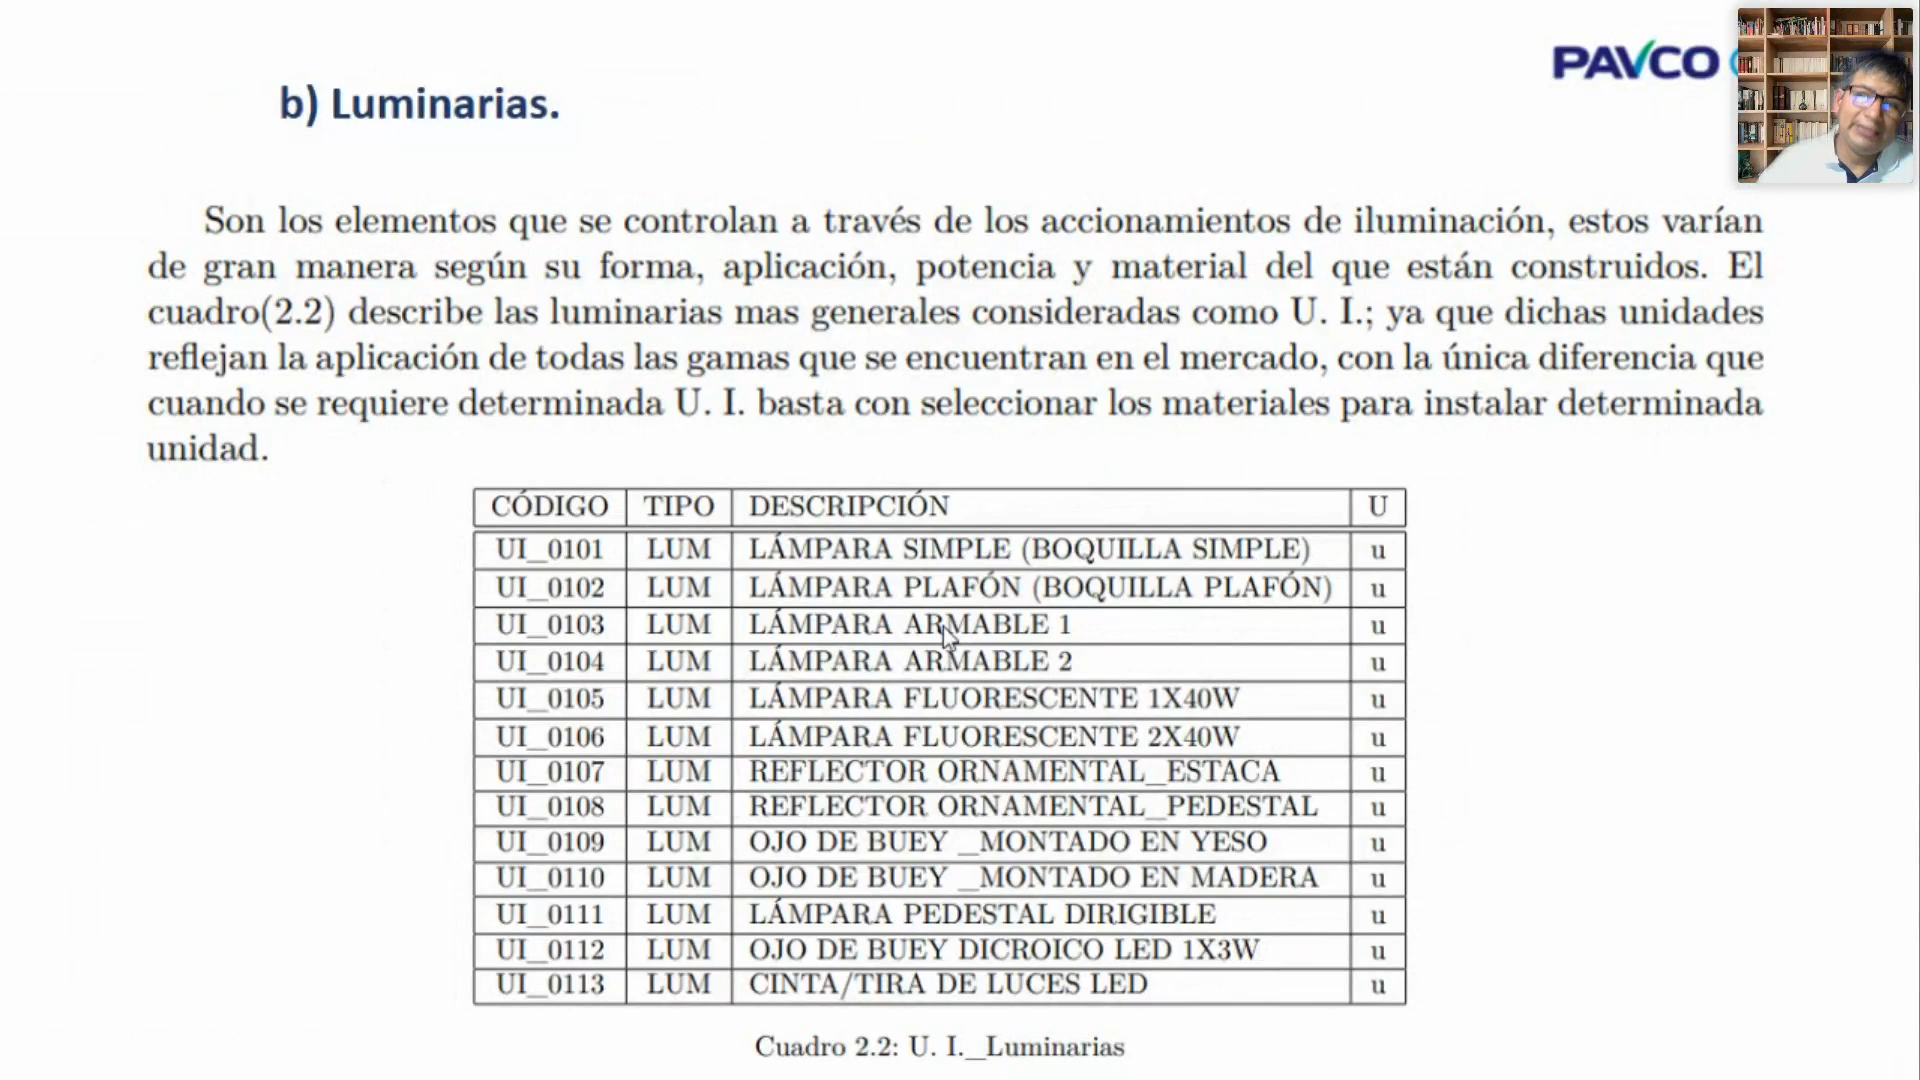 PAVCO
b) Luminarias.
Son los elementos que se controlan a través de los accionamientos de iluminación, estos varían
de gran manera según su forma, aplicación, potencia y material del que están construidos. El
cuadro(2.2) describe las luminarias mas generales consideradas como U. I.; ya que dichas unidades
reflejan la aplicación de todas las gamas que se encuentran en el mercado, con la única diferencia que
cuando se requiere determinada U. I. basta con seleccionar los materiales para instalar determinada
unidad.
CÓDIGO TIPO DESCRIPCIÓN U
UI_0101 LUM LÁMPARA SIMPLE (BOQUILLA SIMPLE) u
UI_0102 LUM LÁMPARA PLAFÓN (BOQUILLA PLAFÓN) u
UI_0103 LUM LÁMPARA ARMABLE 1 u
UI_0104 LUM LÁMPARA ARMABLE 2 u
UI_0105 LUM LÁMPARA FLUORESCENTE 1X40W u
UI_0106 LUM LÁMPARA FLUORESCENTE 2X40W u
UI_0107 LUM REFLECTOR ORNAMENTAL_ESTACA u
UI_0108 LUM REFLECTOR ORNAMENTAL_PEDESTAL u
UI_0109 LUM OJO DE BUEY _MONTADO EN YESO u
UI_0110 LUM OJO DE BUEY _MONTADO EN MADERA u
UI_0111 LUM LÁMPARA PEDESTAL DIRIGIBLE u
UI_0112 LUM OJO DE BUEY DICROICO LED 1X3W u
UI_0113 LUM CINTA/TIRA DE LUCES LED u
Cuadro 2.2: U. I._Luminarias